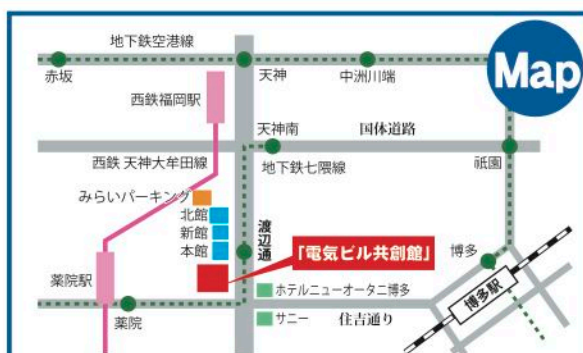 地下鉄空港線
Map
赤坂
天神
中洲川端
西鉄福岡駅
天神南
国体道路
西鉄 天神大牟田線
地下鉄七隈線
祇園
みらいパーキング
北館
新館
本館
渡辺通
「電気ビル共創館」
博多
薬院駅
ホテルニューオータニ博多
博多駅
薬院
サニー
住吉通り